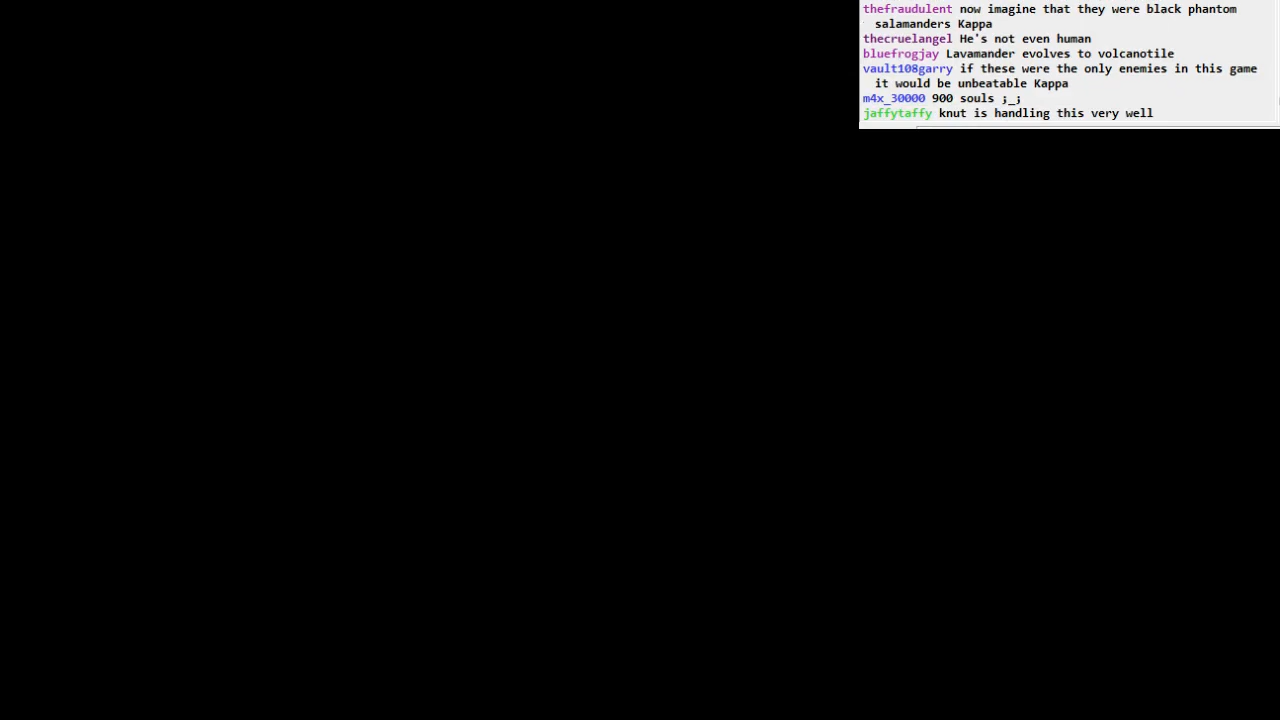 thefraudulent now imagine that they were black phantom
salamanders Kappa
thecruelangel He's not even human
bluefrogjay Lavamander evolves to volcanotile
vault108garry if these were the only enemies in this game
it would be unbeatable Kappa
m4x_30000 900 souls ;_;
jaffytaffy knut is handling this very well